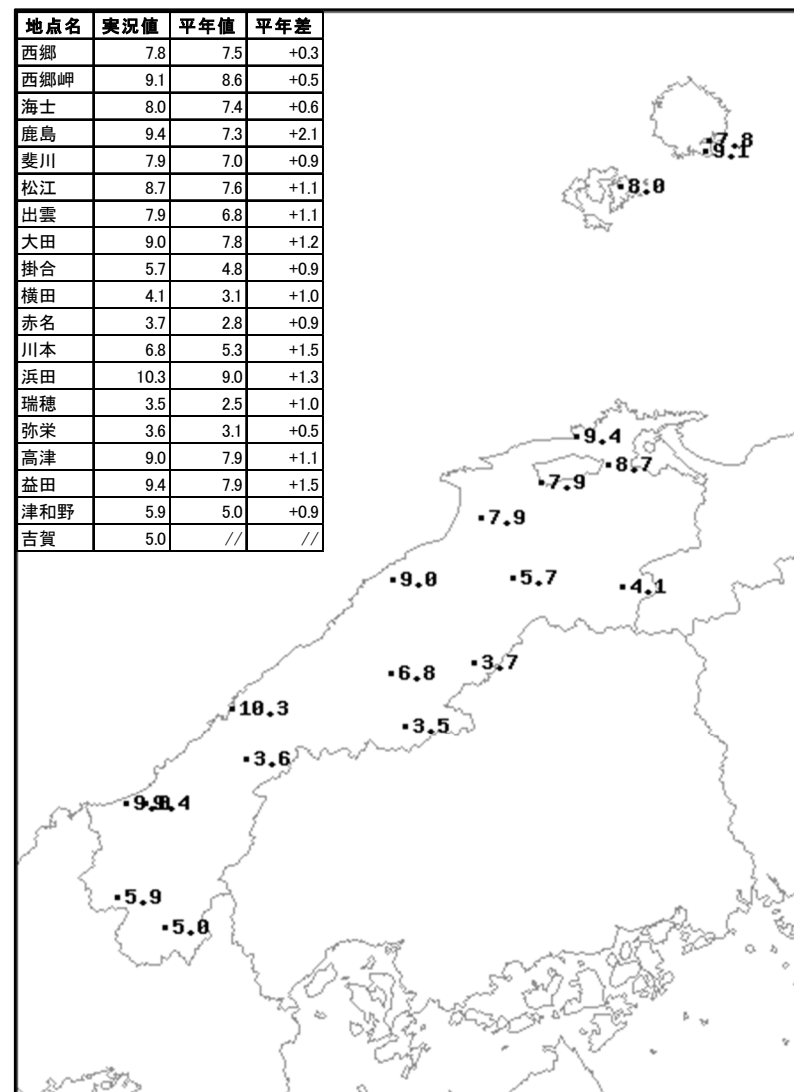 地点名 実況値 平年値 平年差
西郷 7.8 7.5 +0.3
西郷岬 9.1 8.6 +0.5
海士 8.0 7.4 +0.6
鹿島 9.4 7.3 +2.1
斐川 7.9 7.0 +0.9
松江 8.7 7.6 +1.1
出雲 7.9 6.8 +1.1
大田 9.0 7.8 +1.2
掛合 5.7 4.8 +0.9
横田 4.1 3.1 +1.0
赤名 3.7 2.8 +0.9
川本 6.8 5.3 +1.5
浜田 10.3 9.0 +1.3
瑞穂 3.5 2.5 +1.0
弥栄 3.6 3.1 +0.5
高津 9.0 7.9 +1.1
益田 9.4 7.9 +1.5
津和野 5.9 5.0 +0.9
吉賀 5.0 // //
7.8
9.1
8.0
9.4
8.7
7.9
7.9
9.0
5.7
4.1
3.7
6.8
10.3
3.5
3.6
9.4
5.9
5.0